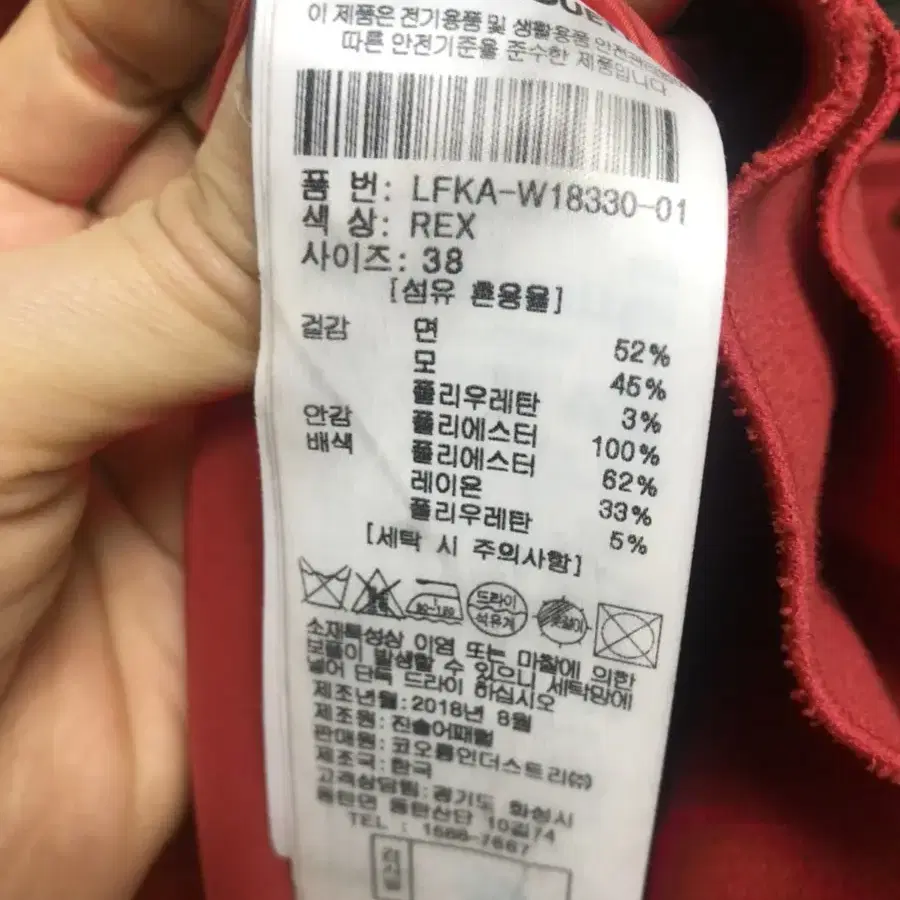 이 제품은 전기용품 및 생활용품 안전관리
따른 안전기준을 준수한 제품입니다
품 번: LFKA-W18330-01
색 상: REX
사이즈: 38
[섬유 혼용율]
겉감 면 52%
모 45%
폴리우레탄 3%
안감 폴리에스터 100%
배색 폴리에스터 62%
레이온 33%
폴리우레탄 5%
[세탁 시 주의사항]
80~120
드라이
석유계
소재특성상 이염 또는 마찰에 의한
보풀이 발생할 수 있으니 세탁망에
넣어 단독 드라이 하십시오
제조년월:2018년 8월
제조원:진솔어패럴
판매원:코오롱인더스트리㈜
제조국:한국
고객상담팀:경기도 화성시
동탄면 동탄산단 10길74
TEL : 1588-7667